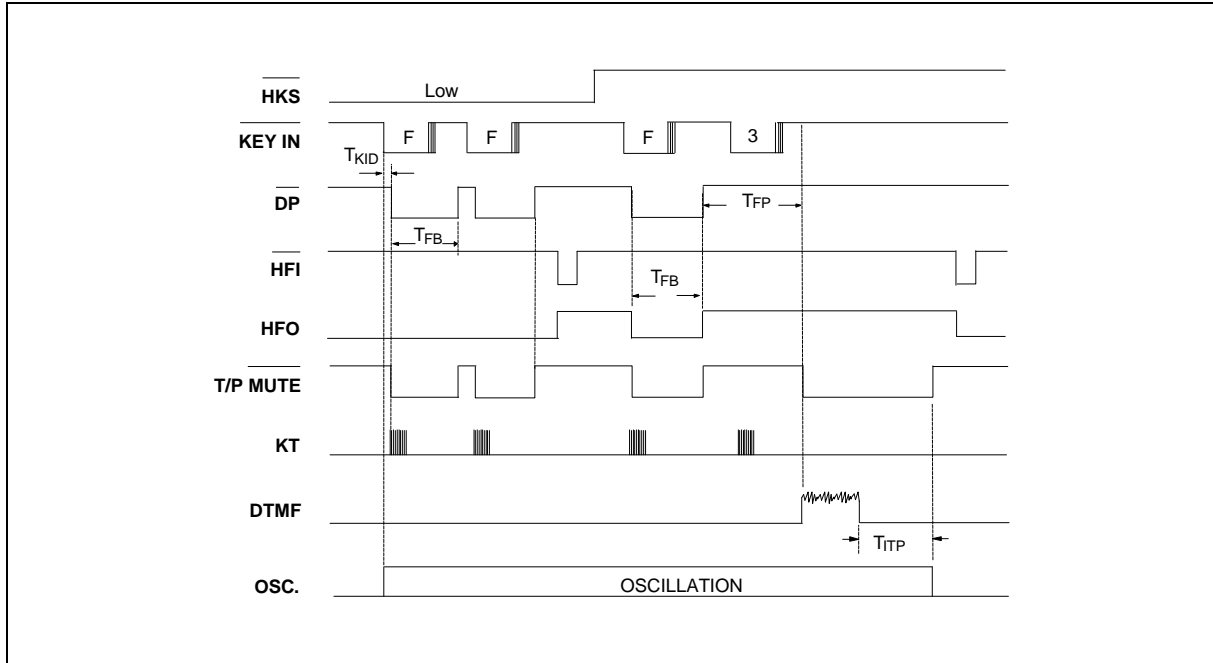 HKS
Low
KEY IN
F
F
F
3
TKID
DP
TFP
TFB
HFI
TFB
HFO
T/P MUTE
KT
DTMF
TITP
OSC.
OSCILLATION